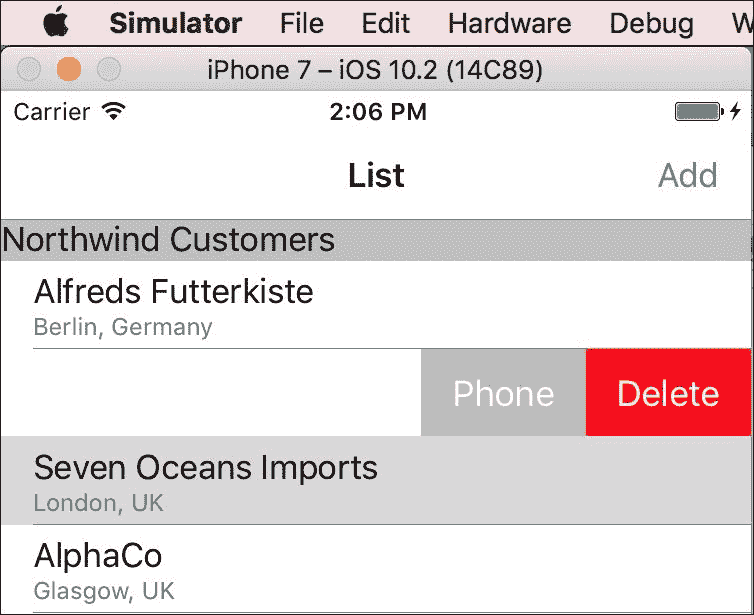 Simulator File Edit Hardware Debug W
iPhone 7 – iOS 10.2 (14C89)
Carrier 2:06 PM
List Add
Northwind Customers
Alfreds Futterkiste
Berlin, Germany
Phone Delete
Seven Oceans Imports
London, UK
AlphaCo
Glasgow, UK